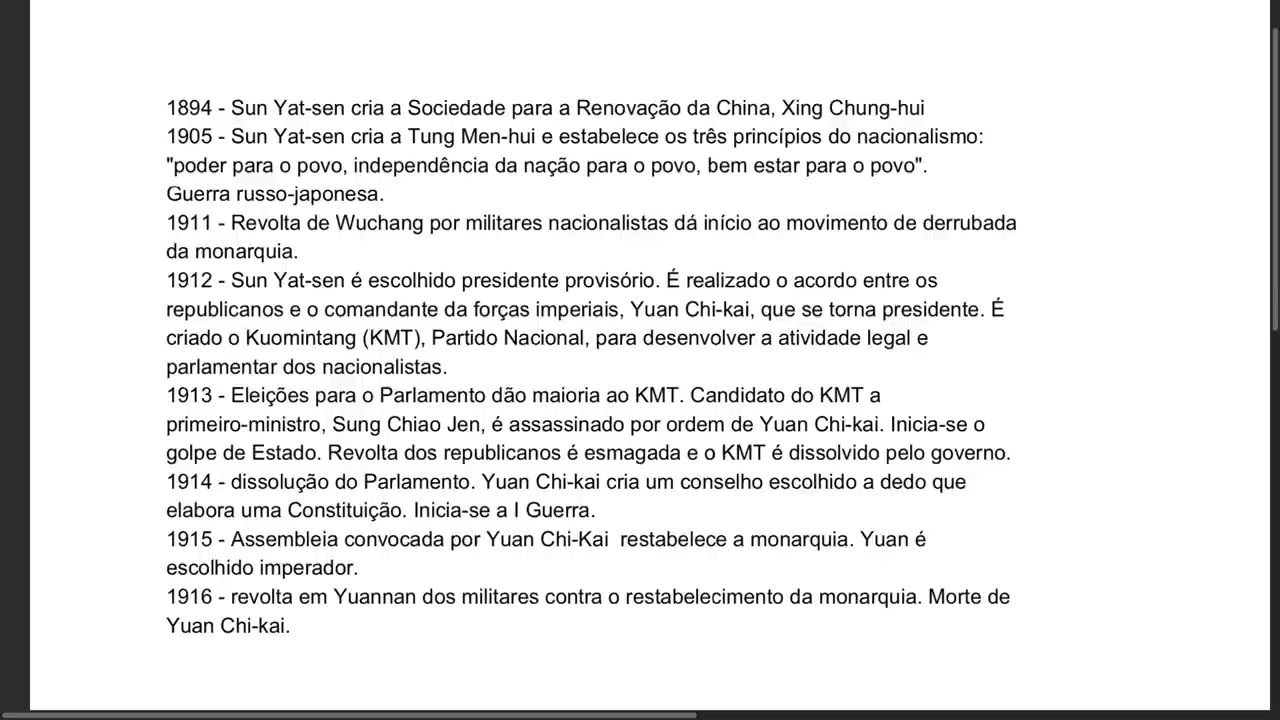 1894 - Sun Yat-sen cria a Sociedade para a Renovação da China, Xing Chung-hui
1905 - Sun Yat-sen cria a Tung Men-hui e estabelece os três princípios do nacionalismo:
"poder para o povo, independência da nação para o povo, bem estar para o povo".
Guerra russo-japonesa.
1911 - Revolta de Wuchang por militares nacionalistas dá início ao movimento de derrubada
da monarquia.
1912 - Sun Yat-sen é escolhido presidente provisório. É realizado o acordo entre os
republicanos e o comandante da forças imperiais, Yuan Chi-kai, que se torna presidente. É
criado o Kuomintang (KMT), Partido Nacional, para desenvolver a atividade legal e
parlamentar dos nacionalistas.
1913 - Eleições para o Parlamento dão maioria ao KMT. Candidato do KMT a
primeiro-ministro, Sung Chiao Jen, é assassinado por ordem de Yuan Chi-kai. Inicia-se o
golpe de Estado. Revolta dos republicanos é esmagada e o KMT é dissolvido pelo governo.
1914 - dissolução do Parlamento. Yuan Chi-kai cria um conselho escolhido a dedo que
elabora uma Constituição. Inicia-se a I Guerra.
1915 - Assembleia convocada por Yuan Chi-Kai  restabelece a monarquia. Yuan é
escolhido imperador.
1916 - revolta em Yuannan dos militares contra o restabelecimento da monarquia. Morte de
Yuan Chi-kai.